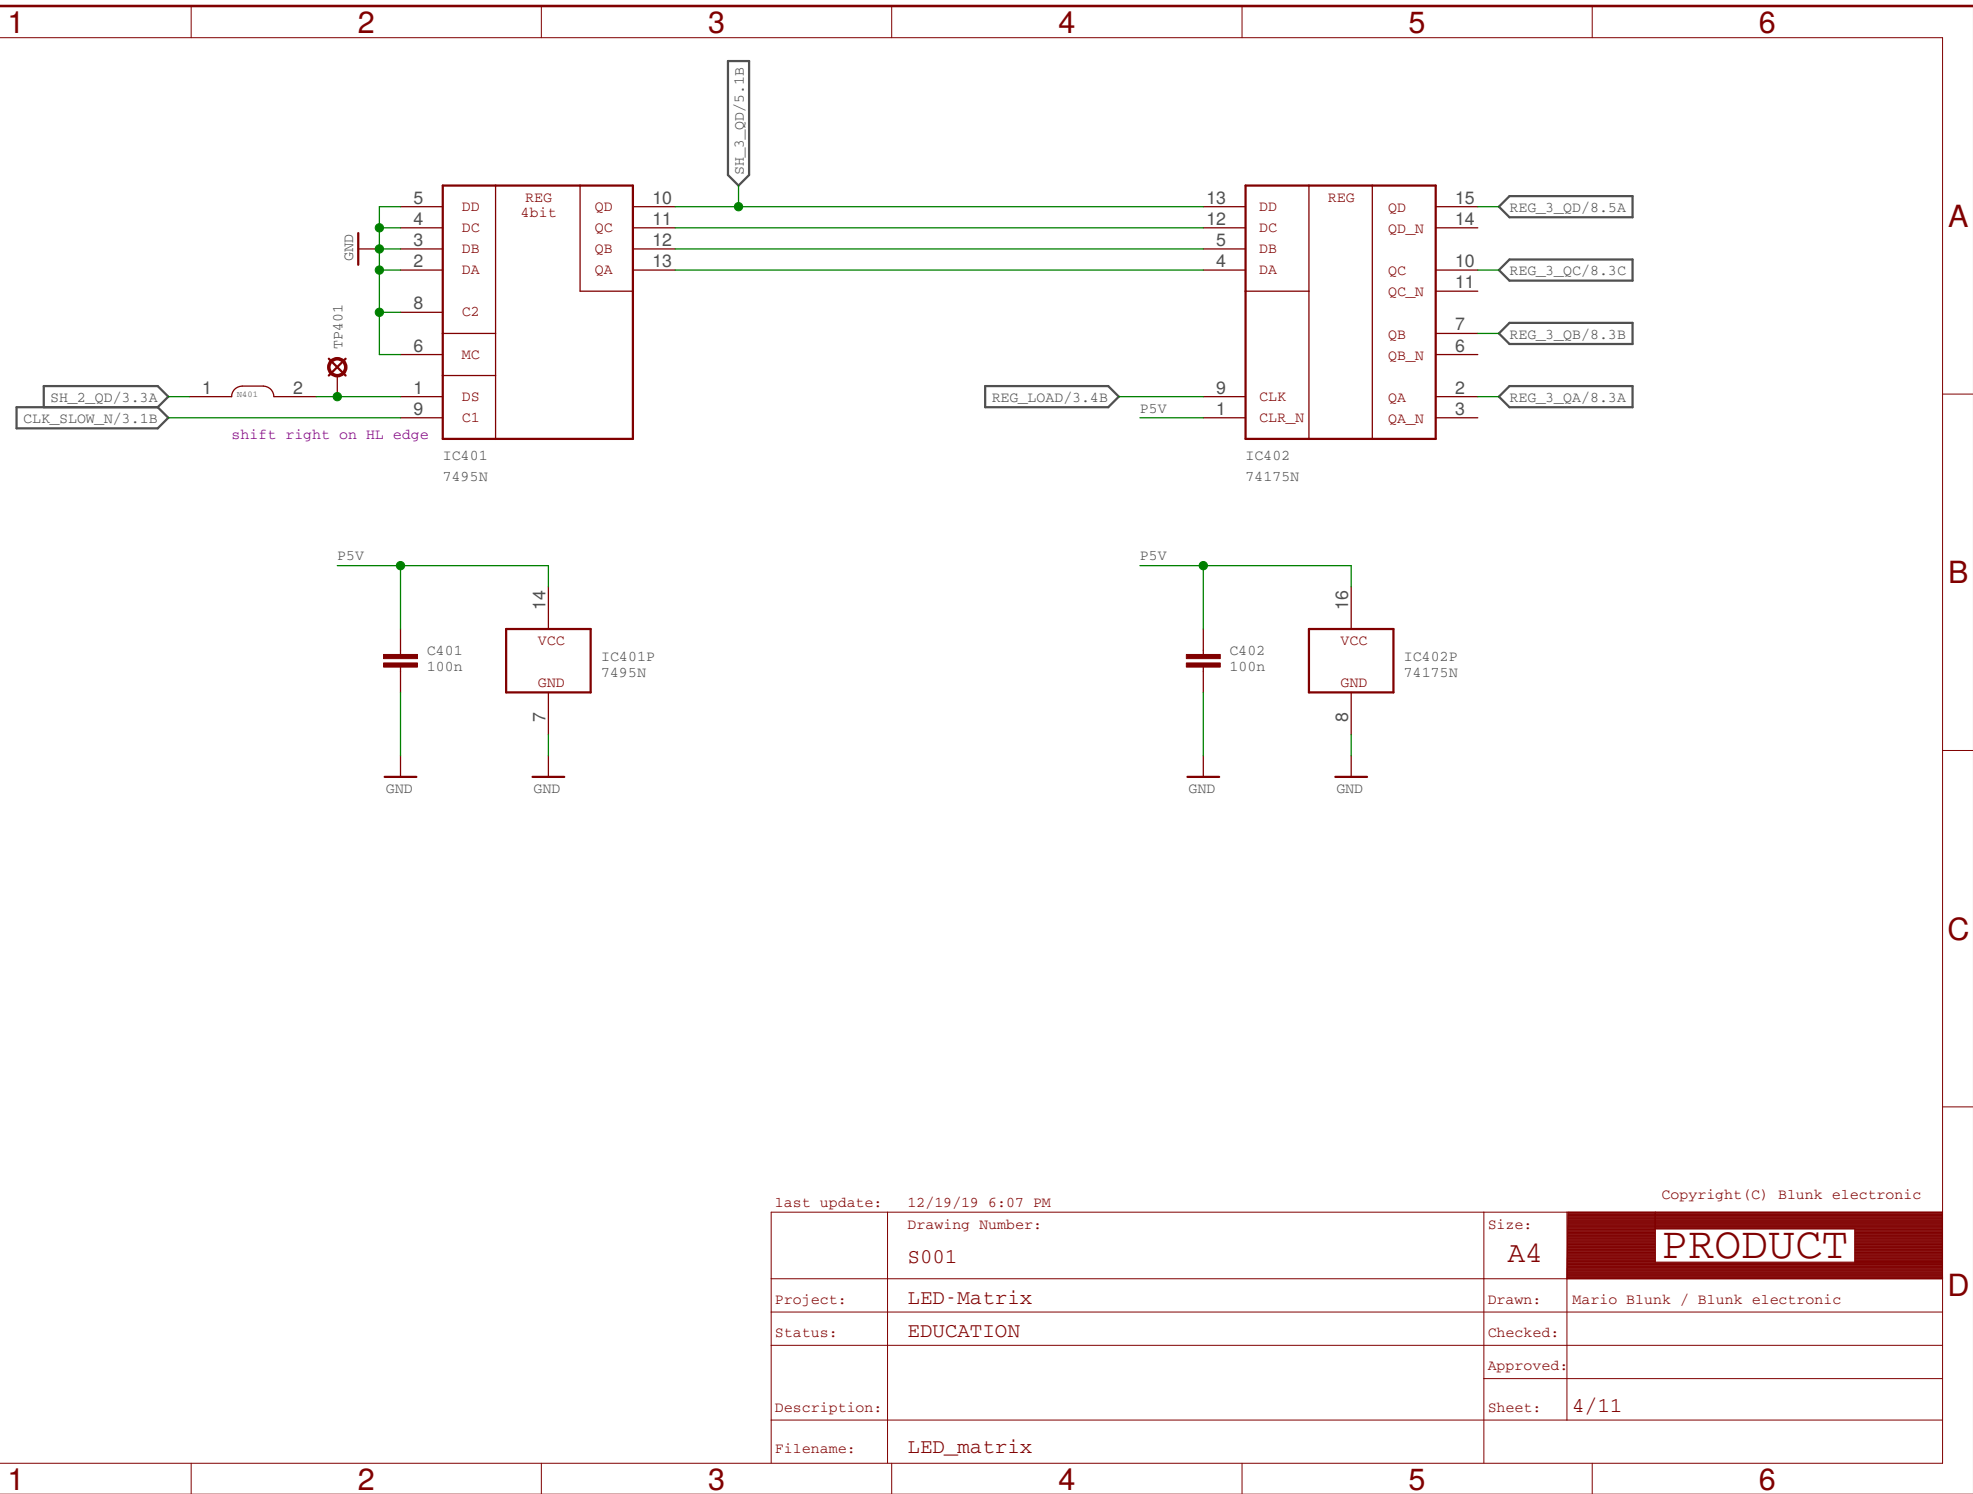 1 2 3 4 5 6
SH_3_QD/5.1B
A
5 DD REG QD 10
4bit
4 DC QC 11
3 DB QB 12
2 DA QA 13
GND
8 C2
6 MC
TP401
SH_2_QD/3.3A 1 N401 2 1 DS
CLK_SLOW_N/3.1B 9 C1
shift right on HL edge
IC401
7495N
13 DD REG QD 15 REG_3_QD/8.5A
12 DC QD_N 14
5 DB
4 DA QC 10 REG_3_QC/8.3C
QC_N 11
QB 7 REG_3_QB/8.3B
QB_N 6
REG_LOAD/3.4B 9 CLK QA 2 REG_3_QA/8.3A
P5V 1 CLR_N QA_N 3
IC402
74175N
B
P5V
14
VCC
GND
7
C401
100n
IC401P
7495N
GND
GND
P5V
16
VCC
GND
8
C402
100n
IC402P
74175N
GND
GND
C
last update: 12/19/19 6:07 PM
Copyright(C) Blunk electronic
Drawing Number:
S001
Size:
A4
PRODUCT
D
Project: LED-Matrix
Drawn: Mario Blunk / Blunk electronic
Status: EDUCATION
Checked:
Approved:
Description:
Sheet: 4/11
Filename: LED_matrix
1 2 3 4 5 6